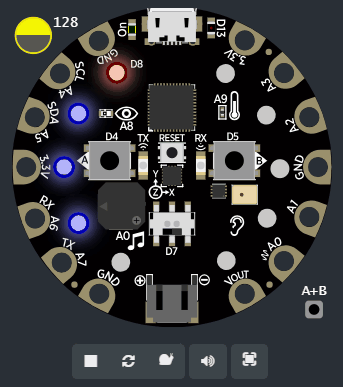 128
On
D13
GND
D8
3.3V
SCL
A4
A3
A9
SDA
A5
A8
A2
D4
TX
RESET
RX
D5
A
B
3.3V
GND
Y
Z
X
RX
A6
A1
A0
D7
TX
A7
A0
GND
VOUT
A+B